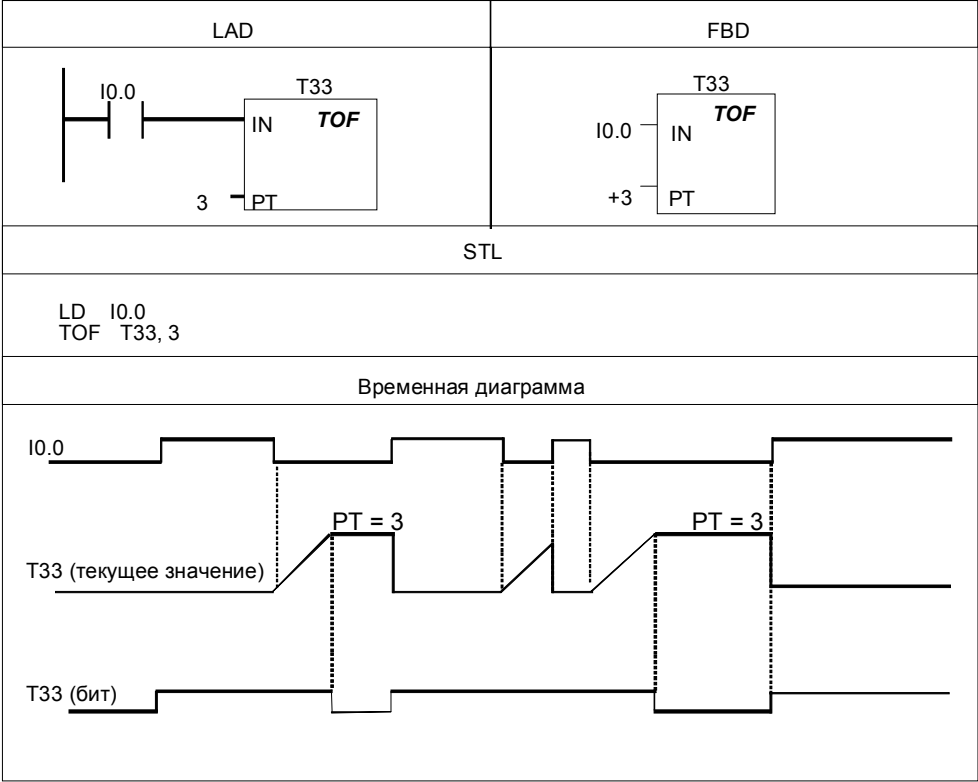 LAD
FBD
I0.0
T33
IN TOF
3 PT
T33
TOF
I0.0 IN
+3 PT
STL
LD I0.0
TOF T33, 3
Временная диаграмма
I0.0
PT = 3 PT = 3
T33 (текущее значение)
T33 (бит)